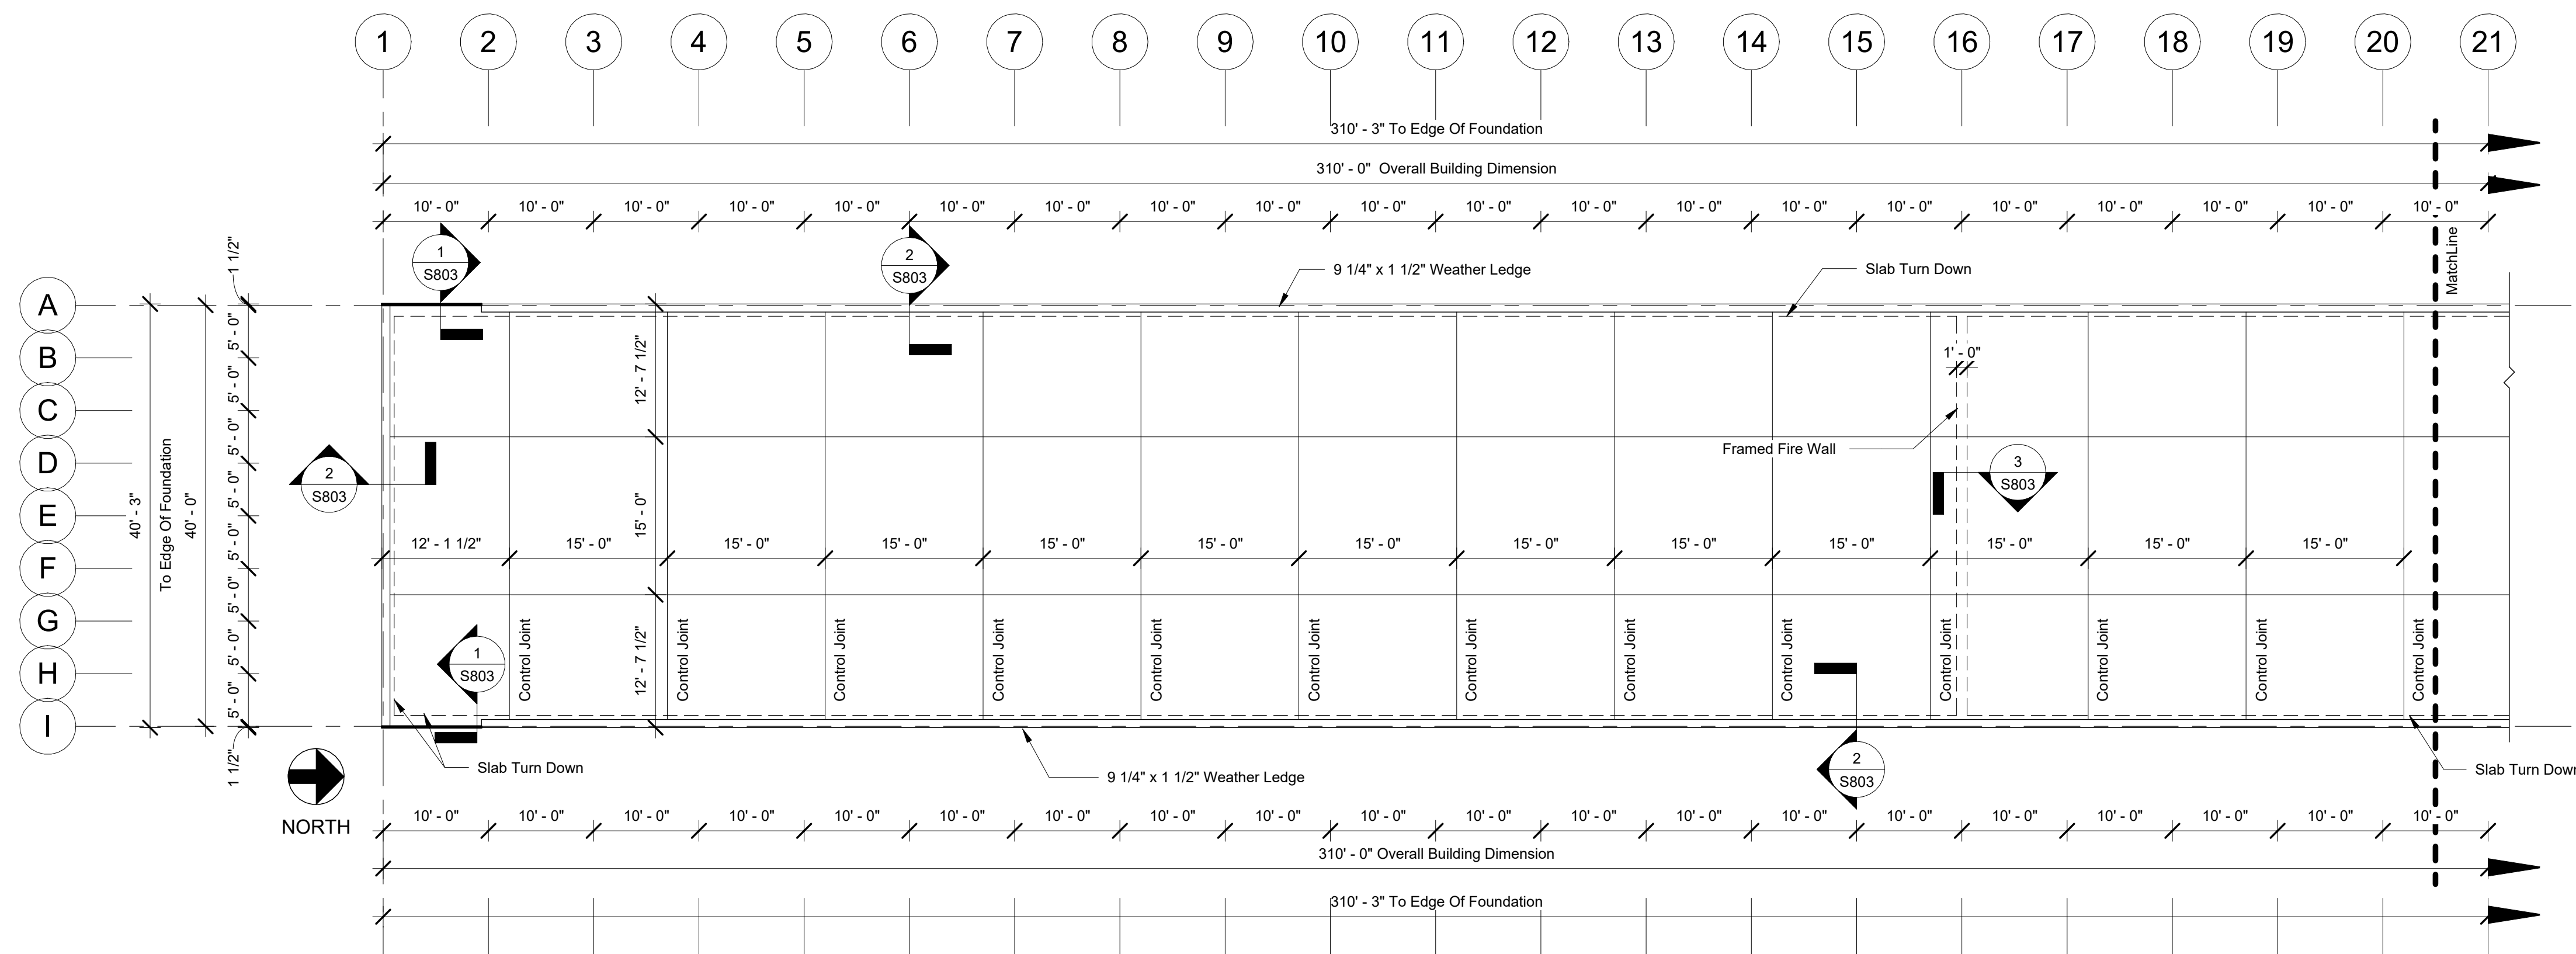 1 2 3 4 5 6 7 8 9 10 11 12 13 14 15 16 17 18 19 20 21
310' - 3" To Edge Of Foundation
310' - 0" Overall Building Dimension
10' - 0" 10' - 0" 10' - 0" 10' - 0" 10' - 0" 10' - 0" 10' - 0" 10' - 0" 10' - 0" 10' - 0" 10' - 0" 10' - 0" 10' - 0" 10' - 0" 10' - 0" 10' - 0" 10' - 0" 10' - 0" 10' - 0" 10' - 0"
MatchLine
1
S803
2
S803
9 1/4" x 1 1/2" Weather Ledge
Slab Turn Down
A
B
C
D
E
F
G
H
I
40' - 3"
To Edge Of Foundation
40' - 0"
1 1/2"
5' - 0"
5' - 0"
5' - 0"
5' - 0"
5' - 0"
5' - 0"
5' - 0"
5' - 0"
1 1/2"
12' - 7 1/2"
15' - 0"
12' - 7 1/2"
1' - 0"
Framed Fire Wall
2
S803
3
S803
12' - 1 1/2" 15' - 0" 15' - 0" 15' - 0" 15' - 0" 15' - 0" 15' - 0" 15' - 0" 15' - 0" 15' - 0" 15' - 0" 15' - 0" 15' - 0"
Control Joint
Control Joint
Control Joint
Control Joint
Control Joint
Control Joint
Control Joint
Control Joint
Control Joint
Control Joint
Control Joint
Control Joint
Control Joint
1
S803
Slab Turn Down
9 1/4" x 1 1/2" Weather Ledge
2
S803
Slab Turn Down
NORTH
10' - 0" 10' - 0" 10' - 0" 10' - 0" 10' - 0" 10' - 0" 10' - 0" 10' - 0" 10' - 0" 10' - 0" 10' - 0" 10' - 0" 10' - 0" 10' - 0" 10' - 0" 10' - 0" 10' - 0" 10' - 0" 10' - 0" 10' - 0"
310' - 0" Overall Building Dimension
310' - 3" To Edge Of Foundation